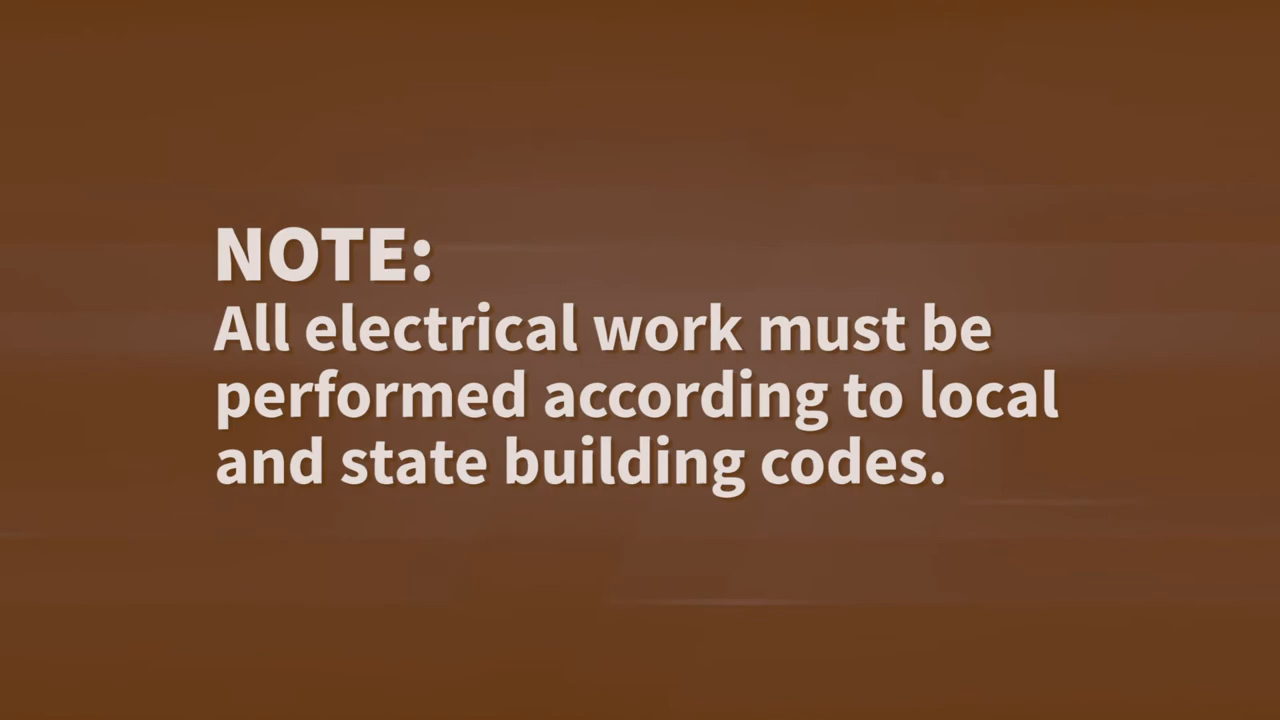 NOTE:
All electrical work must be
performed according to local
and state building codes.